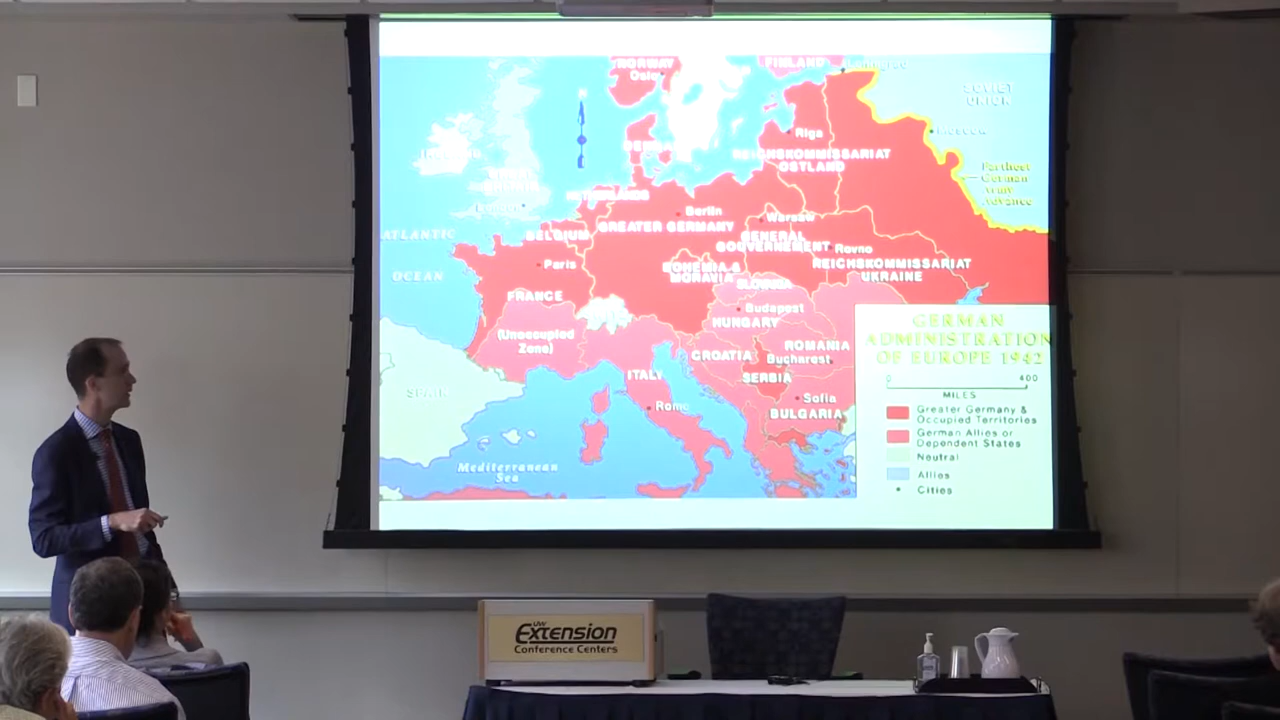 NORWAY
Oslo
FINLAND
SOVIET
UNION
Moscow
Riga
REICHSKOMMISSARIAT
OSTLAND
Farthest
German
Army
Advance
NETHERLANDS
Berlin
Warsaw
ATLANTIC
OCEAN
BELGIUM
GREATER GERMANY
GENERAL
GOUVERNEMENT
Rovno
Paris
BOHEMIA &
MORAVIA
REICHSKOMMISSARIAT
UKRAINE
SLOVAKIA
FRANCE
Budapest
HUNGARY
(Unoccupied
Zone)
CROATIA
ROMANIA
Bucharest
ITALY
SERBIA
SPAIN
Rome
Sofia
BULGARIA
Mediterranean
Sea
GERMAN
ADMINISTRATION
OF EUROPE 1942
0 400
MILES
Greater Germany &
Occupied Territories
German Allies or
Dependent States
Neutral
Allies
Cities
UW
Extension
Conference Centers